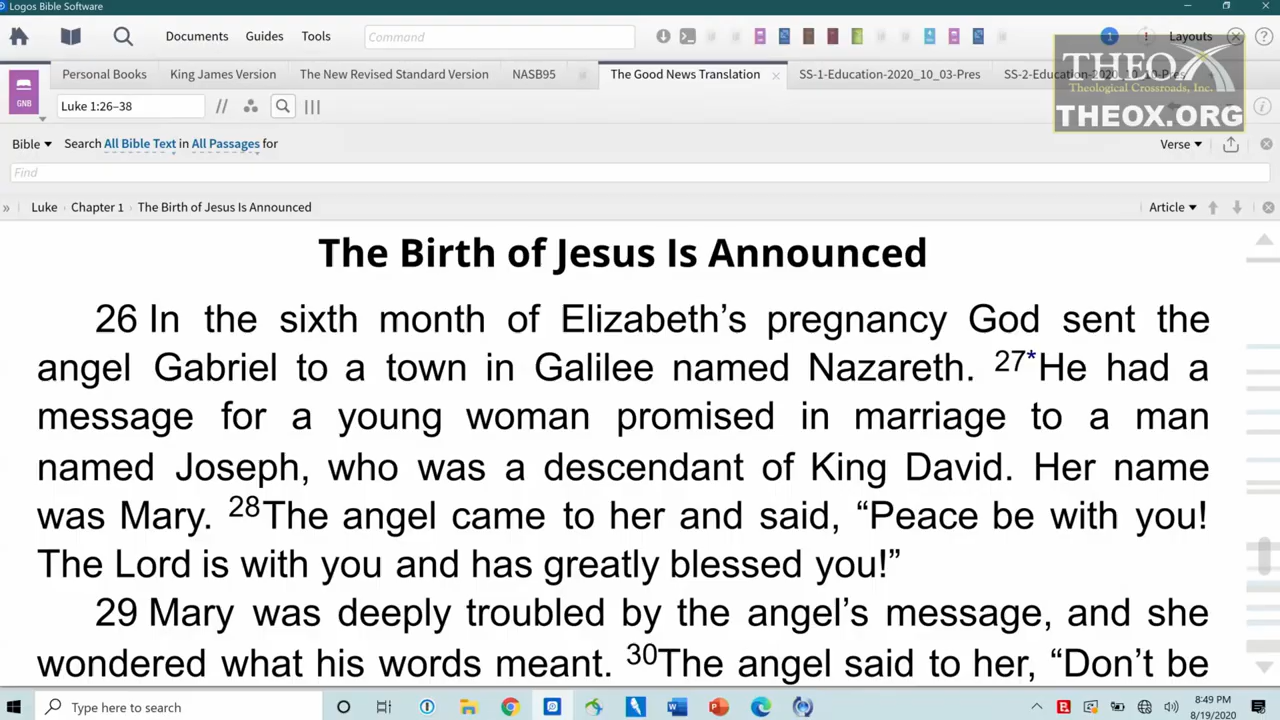 Logos Bible Software
Documents Guides Tools Command 1 Layouts
Personal Books King James Version The New Revised Standard Version NASB95 The Good News Translation SS-1-Education-2020_10_03-Pres SS-2-Education-2020_10_10-Pres
THEOX
Theological Crossroads, Inc.
THEOX.ORG
GNB Luke 1:26–38
Bible Search All Bible Text in All Passages for Verse
Find
» Luke Chapter 1 The Birth of Jesus Is Announced Article
The Birth of Jesus Is Announced
26 In the sixth month of Elizabeth’s pregnancy God sent the
angel Gabriel to a town in Galilee named Nazareth. 27*He had a
message for a young woman promised in marriage to a man
named Joseph, who was a descendant of King David. Her name
was Mary. 28The angel came to her and said, “Peace be with you!
The Lord is with you and has greatly blessed you!”
29 Mary was deeply troubled by the angel’s message, and she
wondered what his words meant. 30The angel said to her, “Don’t be
Type here to search
8:49 PM
8/19/2020